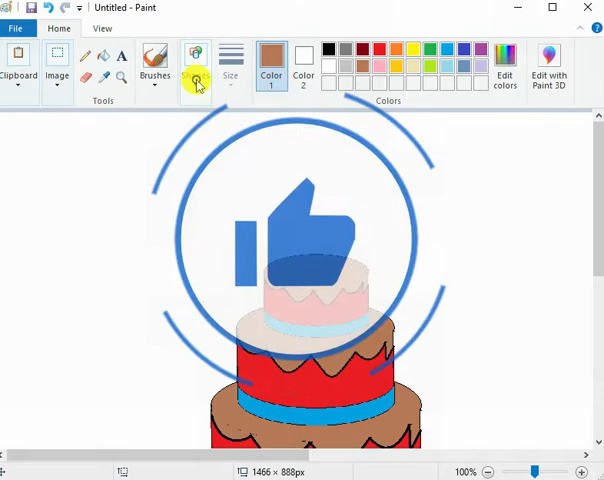 Untitled - Paint
File
Home
View
Clipboard
Image
Tools
Brushes
Shapes
Size
Color
1
Color
2
Colors
Edit
colors
Edit with
Paint 3D
1466 × 888px
100%